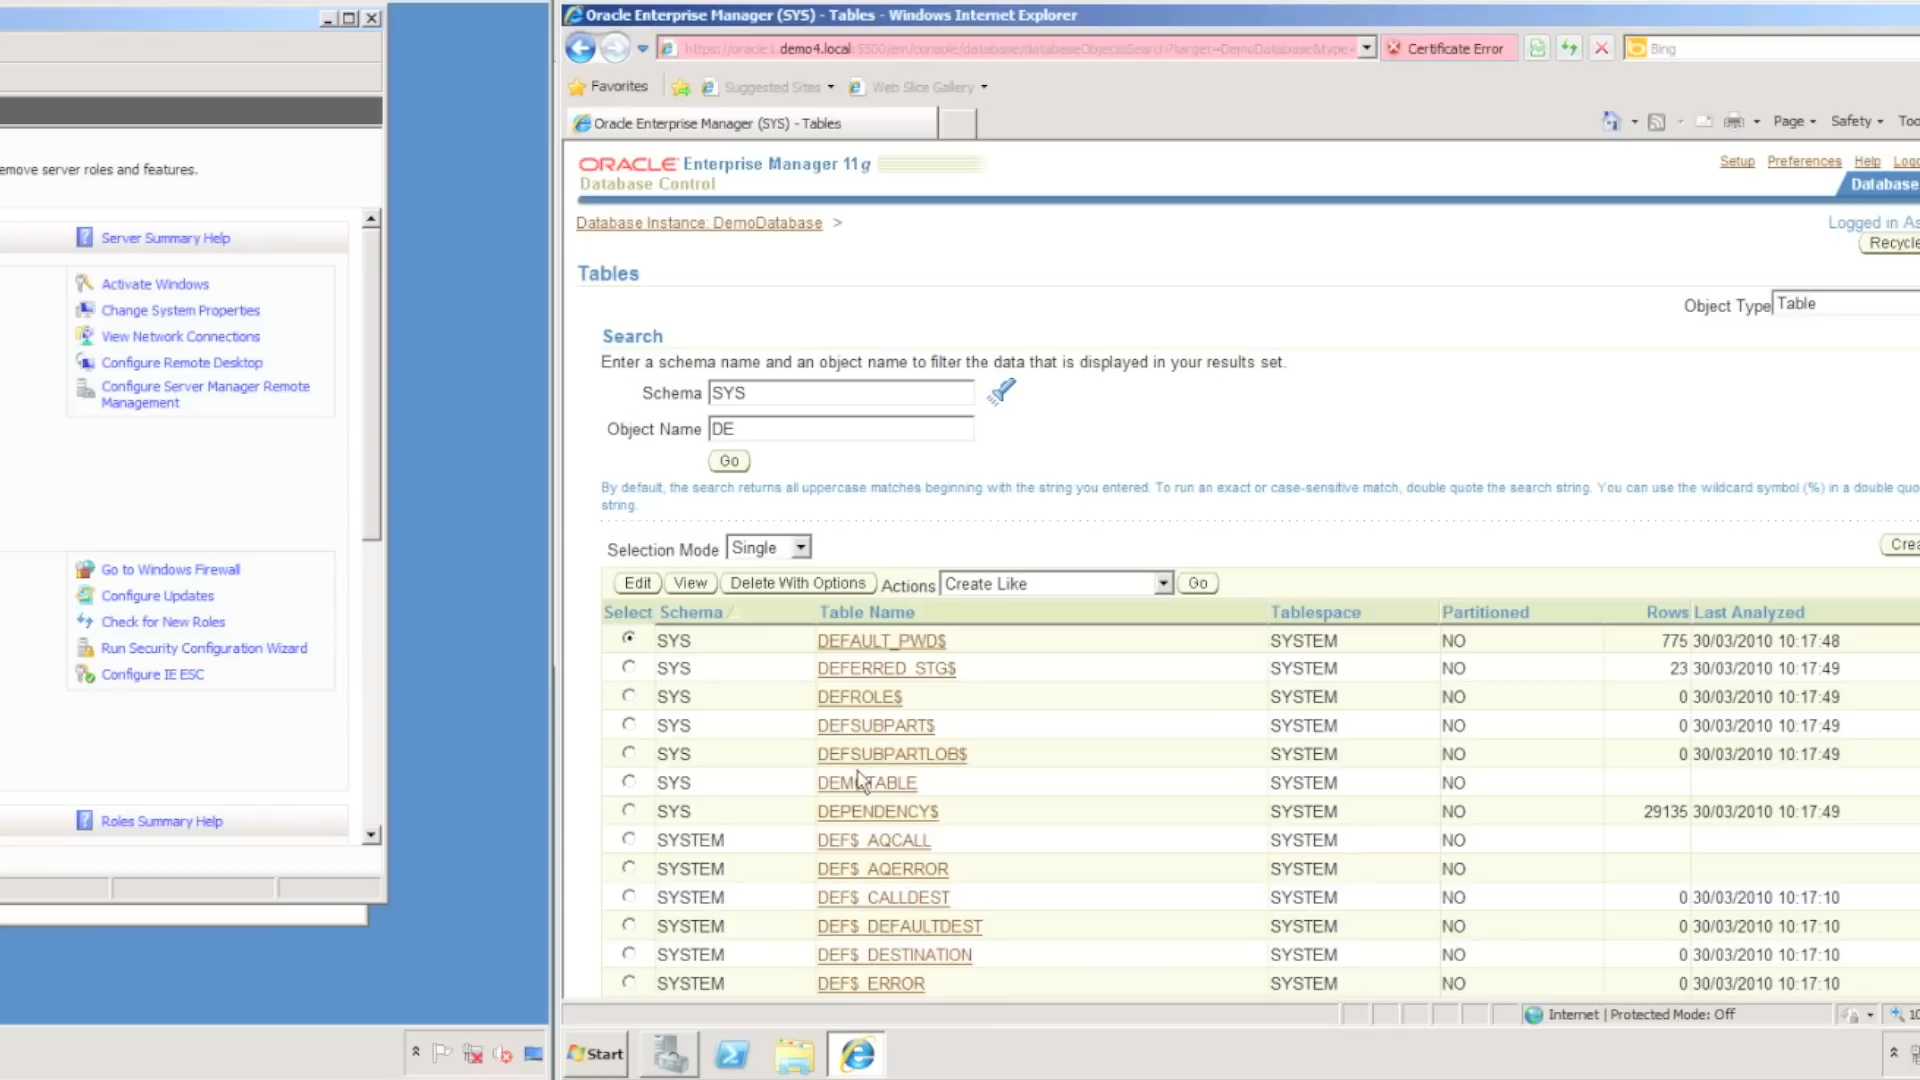 emove server roles and features.
Server Summary Help
Activate Windows
Change System Properties
View Network Connections
Configure Remote Desktop
Configure Server Manager Remote
Management
Go to Windows Firewall
Configure Updates
Check for New Roles
Run Security Configuration Wizard
Configure IE ESC
Roles Summary Help
Oracle Enterprise Manager (SYS) - Tables - Windows Internet Explorer
demo4.local Certificate Error Bing
Favorites Suggested Sites Web Slice Gallery
Oracle Enterprise Manager (SYS) - Tables Page Safety
ORACLE Enterprise Manager 11g Setup Preferences Help
Database Control Database
Database Instance: DemoDatabase > Logged in As
Recycle
Tables
Object Type Table
Search
Enter a schema name and an object name to filter the data that is displayed in your results set.
Schema SYS
Object Name DE
Go
By default, the search returns all uppercase matches beginning with the string you entered. To run an exact or case-sensitive match, double quote the search string. You can use the wildcard symbol (%) in a double quo
string.
Selection Mode Single Crea
Edit View Delete With Options Actions Create Like Go
Select Schema Table Name Tablespace Partitioned Rows Last Analyzed
SYS DEFAULT_PWD$ SYSTEM NO 775 30/03/2010 10:17:48
SYS DEFERRED_STG$ SYSTEM NO 23 30/03/2010 10:17:49
SYS DEFROLE$ SYSTEM NO 0 30/03/2010 10:17:49
SYS DEFSUBPART$ SYSTEM NO 0 30/03/2010 10:17:49
SYS DEFSUBPARTLOB$ SYSTEM NO 0 30/03/2010 10:17:49
SYS DEMOTABLE SYSTEM NO
SYS DEPENDENCY$ SYSTEM NO 29135 30/03/2010 10:17:49
SYSTEM DEF$_AQCALL SYSTEM NO
SYSTEM DEF$_AQERROR SYSTEM NO
SYSTEM DEF$_CALLDEST SYSTEM NO 0 30/03/2010 10:17:10
SYSTEM DEF$_DEFAULTDEST SYSTEM NO 0 30/03/2010 10:17:10
SYSTEM DEF$_DESTINATION SYSTEM NO 0 30/03/2010 10:17:10
SYSTEM DEF$_ERROR SYSTEM NO 0 30/03/2010 10:17:10
Internet | Protected Mode: Off 10
Start